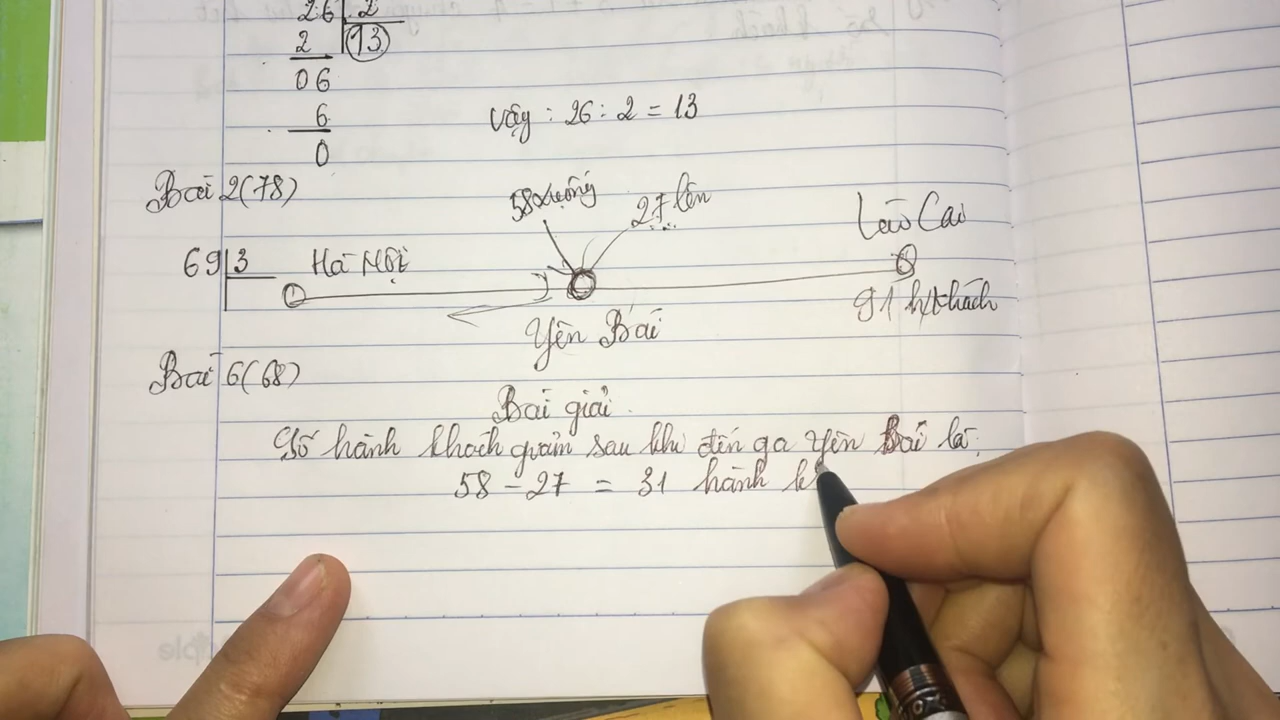 26 2
2 13
06
6
0
Vậy : 26 : 2 = 13
Bài 2(78)
58 xuống
27 lên
Lào Cai
69 3
Hà Nội
91 h/khách
Yên Bái
Bài 6(68)
Bài giải
Số hành khách giảm sau khi đến ga Yên Bái là:
58 - 27 = 31 hành